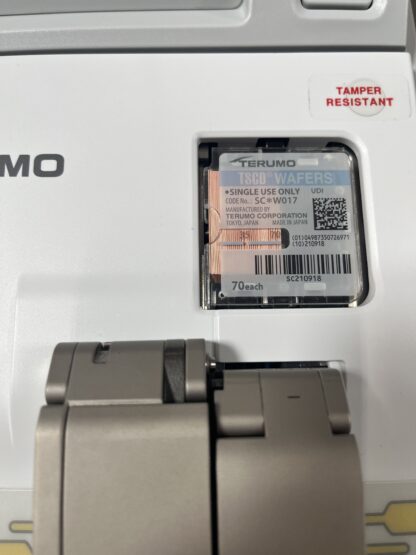 TAMPER
RESISTANT
UMO
TERUMO
TSCD® WAFERS
*SINGLE USE ONLY UDI
CODE No.: SC*W017
MANUFACTURED BY
TERUMO CORPORATION
TOKYO, JAPAN MADE IN JAPAN
(01)04987350726971
(10)210918
SC210918
70each